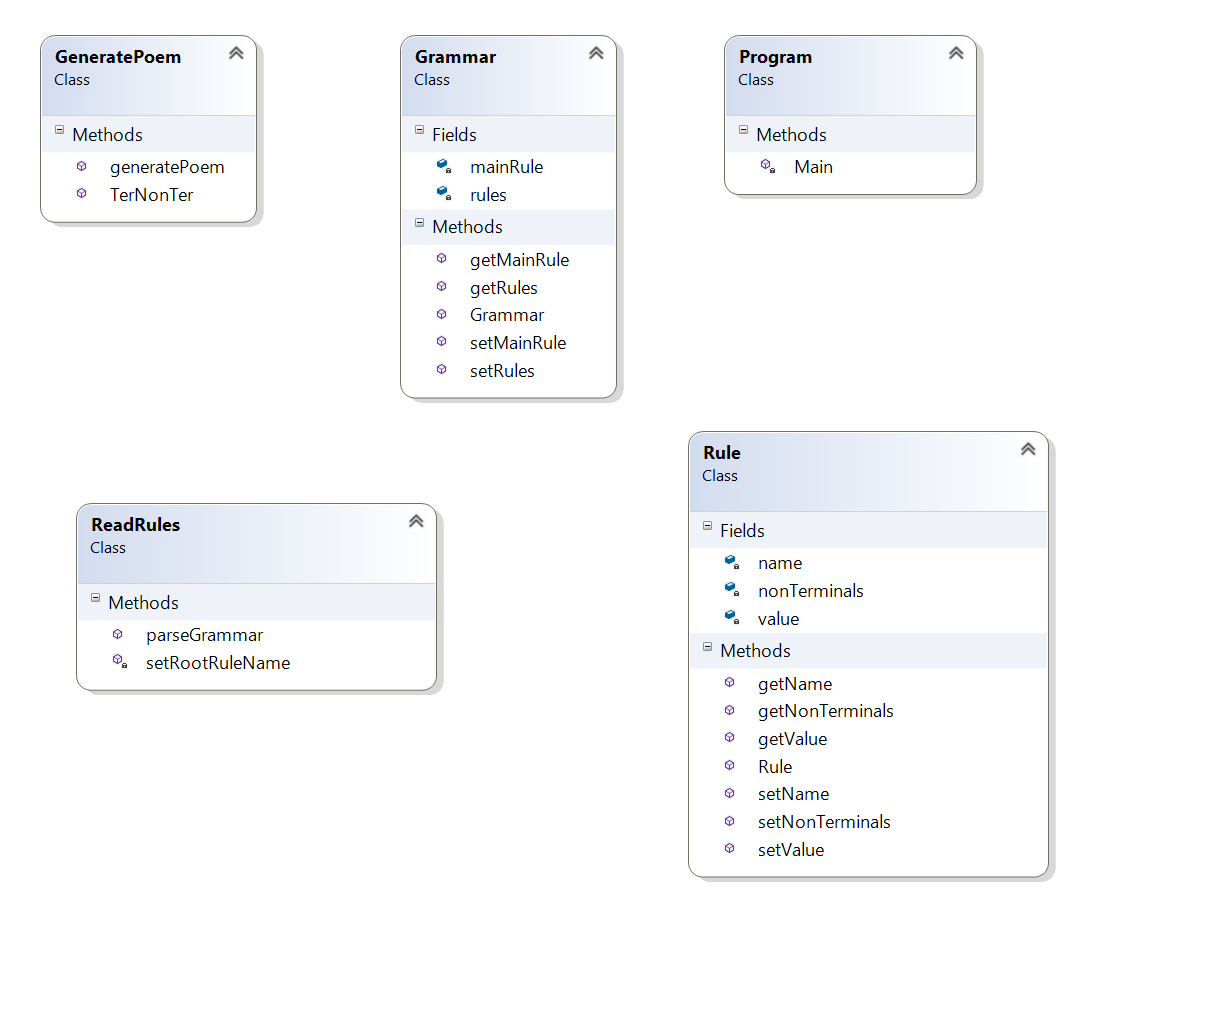 GeneratePoem
Class
Methods
generatePoem
TerNonTer
Grammar
Class
Fields
mainRule
rules
Methods
getMainRule
getRules
Grammar
setMainRule
setRules
Program
Class
Methods
Main
ReadRules
Class
Methods
parseGrammar
setRootRuleName
Rule
Class
Fields
name
nonTerminals
value
Methods
getName
getNonTerminals
getValue
Rule
setName
setNonTerminals
setValue